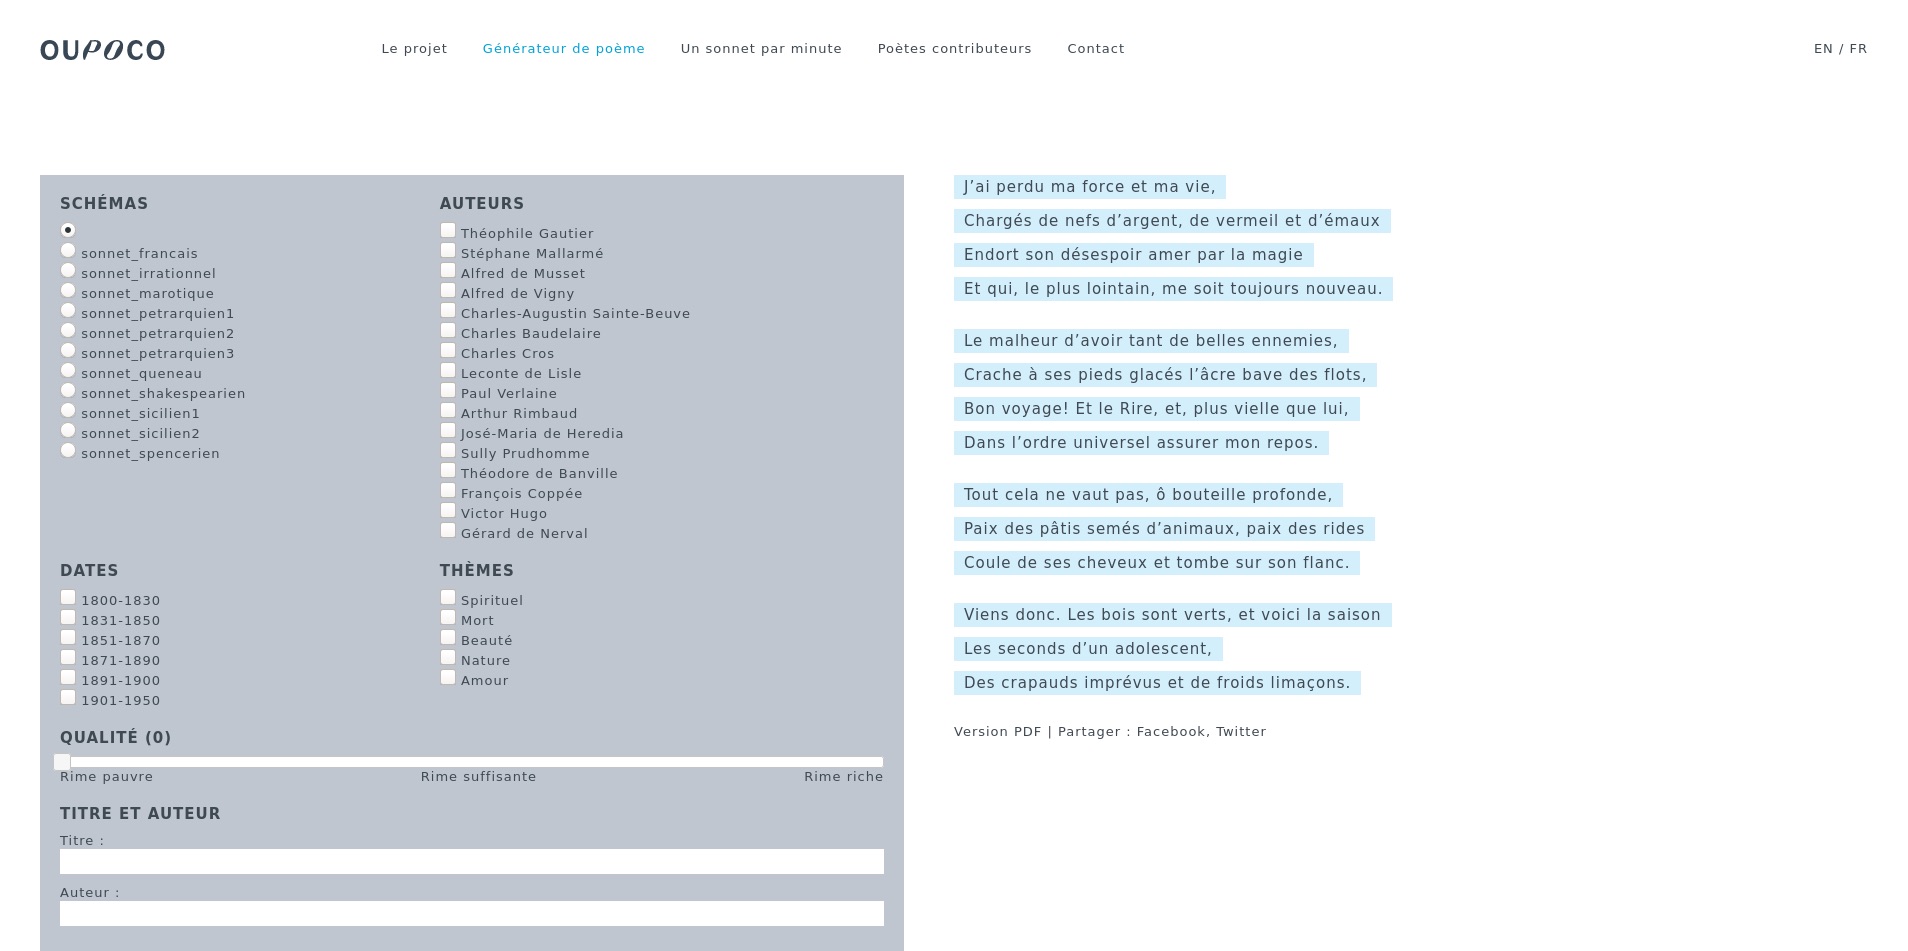 OUPOCO
Le projet
Générateur de poème
Un sonnet par minute
Poètes contributeurs
Contact
EN / FR
SCHÉMAS
sonnet_francais
sonnet_irrationnel
sonnet_marotique
sonnet_petrarquien1
sonnet_petrarquien2
sonnet_petrarquien3
sonnet_queneau
sonnet_shakespearien
sonnet_sicilien1
sonnet_sicilien2
sonnet_spencerien
AUTEURS
Théophile Gautier
Stéphane Mallarmé
Alfred de Musset
Alfred de Vigny
Charles-Augustin Sainte-Beuve
Charles Baudelaire
Charles Cros
Leconte de Lisle
Paul Verlaine
Arthur Rimbaud
José-Maria de Heredia
Sully Prudhomme
Théodore de Banville
François Coppée
Victor Hugo
Gérard de Nerval
DATES
1800-1830
1831-1850
1851-1870
1871-1890
1891-1900
1901-1950
THÈMES
Spirituel
Mort
Beauté
Nature
Amour
QUALITÉ (0)
Rime pauvre
Rime suffisante
Rime riche
TITRE ET AUTEUR
Titre :
Auteur :
J’ai perdu ma force et ma vie,
Chargés de nefs d’argent, de vermeil et d’émaux
Endort son désespoir amer par la magie
Et qui, le plus lointain, me soit toujours nouveau.
Le malheur d’avoir tant de belles ennemies,
Crache à ses pieds glacés l’âcre bave des flots,
Bon voyage! Et le Rire, et, plus vielle que lui,
Dans l’ordre universel assurer mon repos.
Tout cela ne vaut pas, ô bouteille profonde,
Paix des pâtis semés d’animaux, paix des rides
Coule de ses cheveux et tombe sur son flanc.
Viens donc. Les bois sont verts, et voici la saison
Les seconds d’un adolescent,
Des crapauds imprévus et de froids limaçons.
Version PDF | Partager : Facebook, Twitter